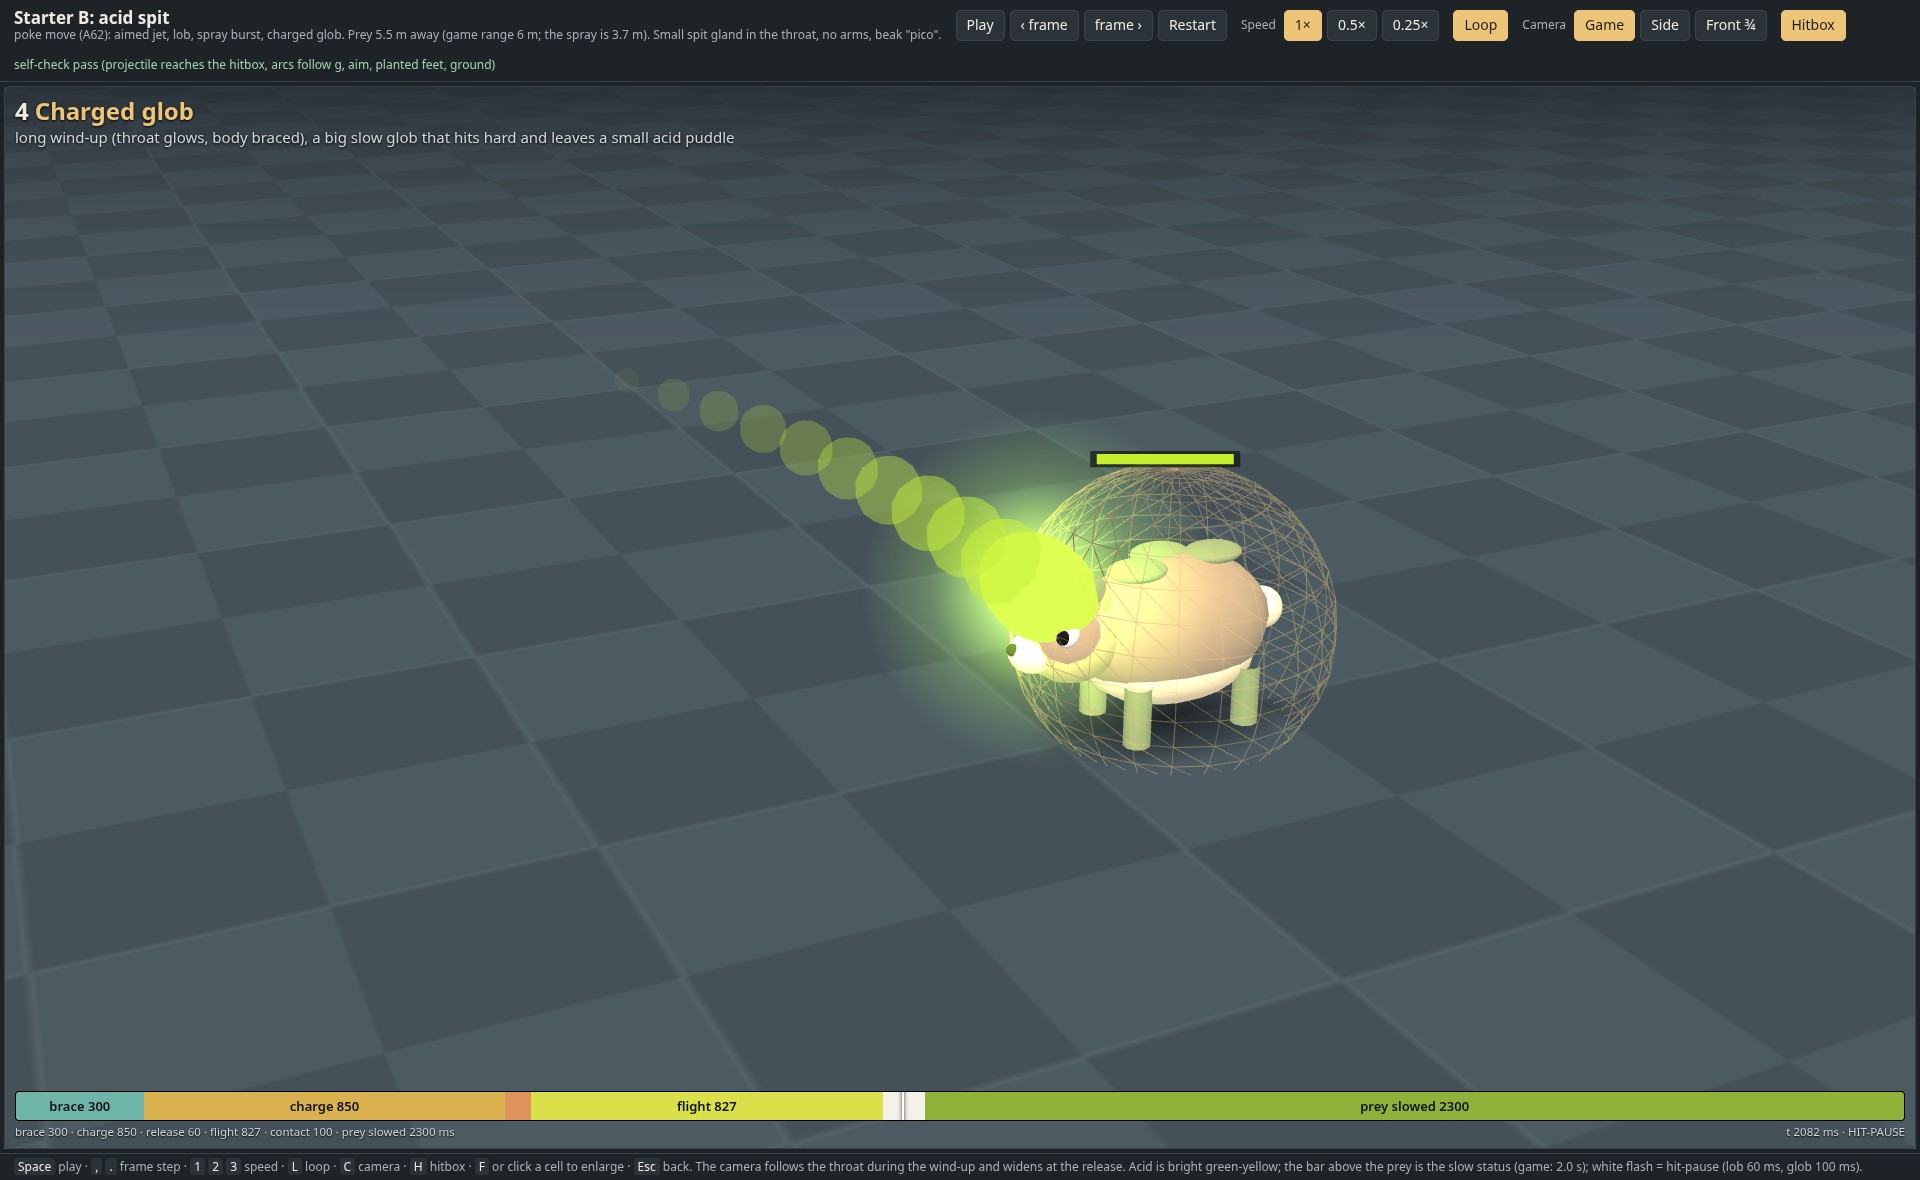 Starter B: acid spit
poke move (A62): aimed jet, lob, spray burst, charged glob. Prey 5.5 m away (game range 6 m; the spray is 3.7 m). Small spit gland in the throat, no arms, beak "pico".
Play ‹ frame frame › Restart Speed 1× 0.5× 0.25× Loop Camera Game Side Front ¾ Hitbox
self-check pass (projectile reaches the hitbox, arcs follow g, aim, planted feet, ground)
4 Charged glob
long wind-up (throat glows, body braced), a big slow glob that hits hard and leaves a small acid puddle
brace 300 charge 850 flight 827 prey slowed 2300
brace 300 · charge 850 · release 60 · flight 827 · contact 100 · prey slowed 2300 ms
t 2082 ms · HIT-PAUSE
Space play · , . frame step · 1 2 3 speed · L loop · C camera · H hitbox · F or click a cell to enlarge · Esc back. The camera follows the throat during the wind-up and widens at the release. Acid is bright green-yellow; the bar above the prey is the slow status (game: 2.0 s); white flash = hit-pause (lob 60 ms, glob 100 ms).